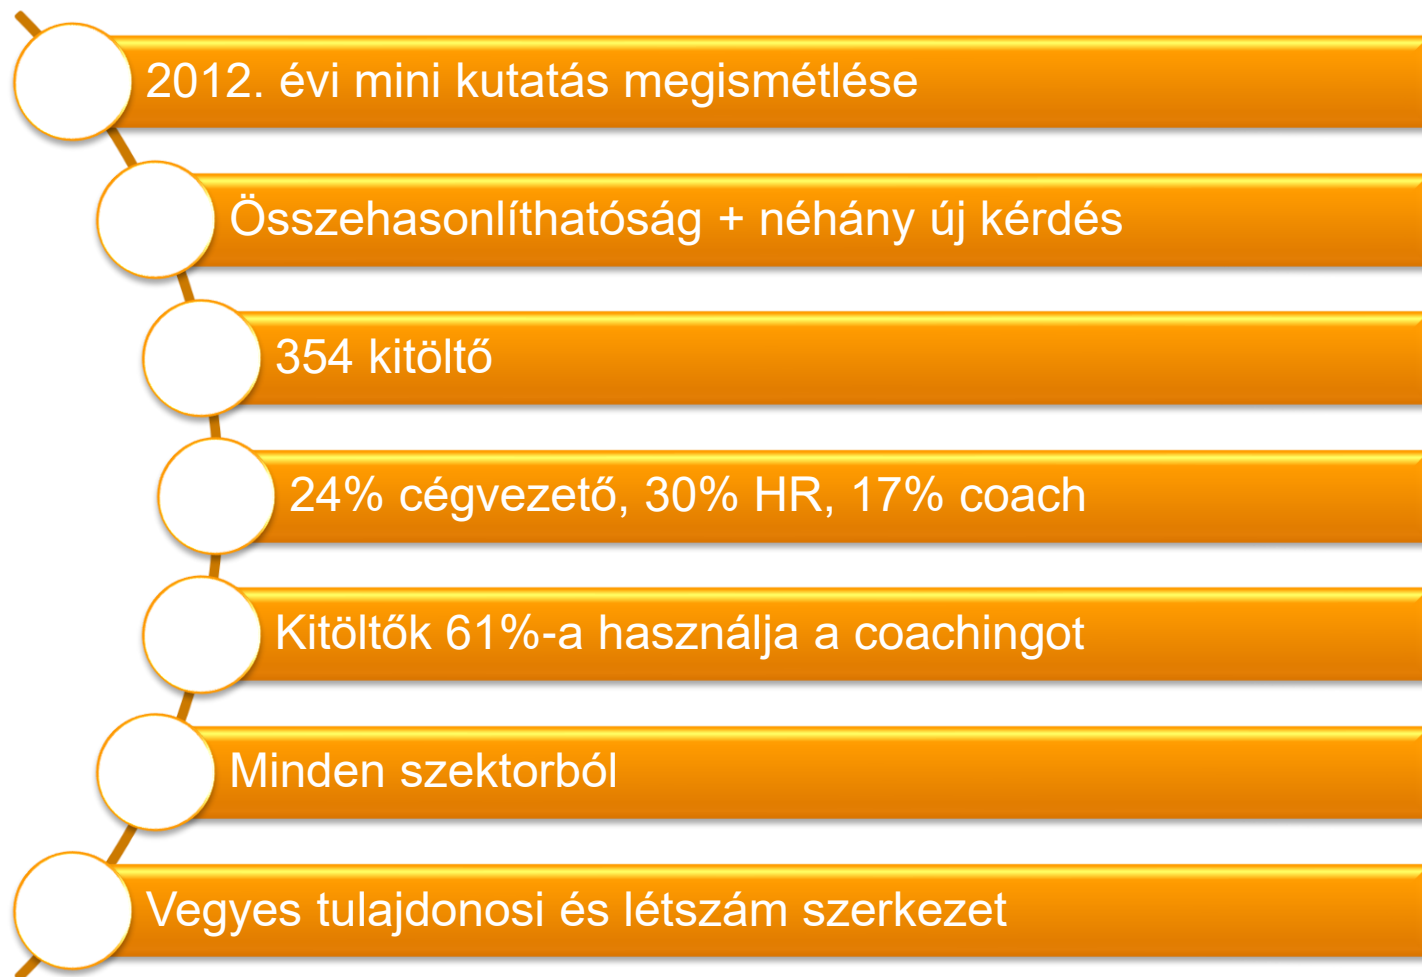 2012. évi mini kutatás megismétlése
Összehasonlíthatóság + néhány új kérdés
354 kitöltő
24% cégvezető, 30% HR, 17% coach
Kitöltők 61%-a használja a coachingot
Minden szektorból
Vegyes tulajdonosi és létszám szerkezet